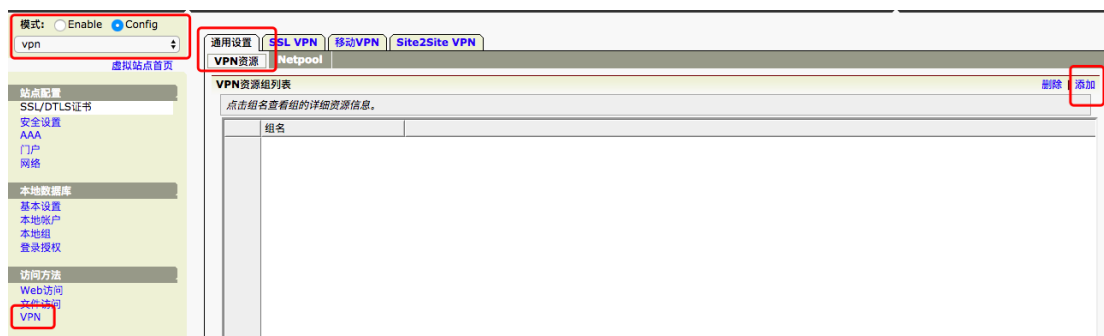 模式: Enable Config
vpn
虚拟站点首页
站点配置
SSL/DTLS证书
安全设置
AAA
门户
网络
本地数据库
基本设置
本地帐户
本地组
登录授权
访问方法
Web访问
文件访问
VPN
通用设置 SSL VPN 移动VPN Site2Site VPN
VPN资源 Netpool
VPN资源组列表 删除 | 添加
点击组名查看组的详细资源信息。
组名